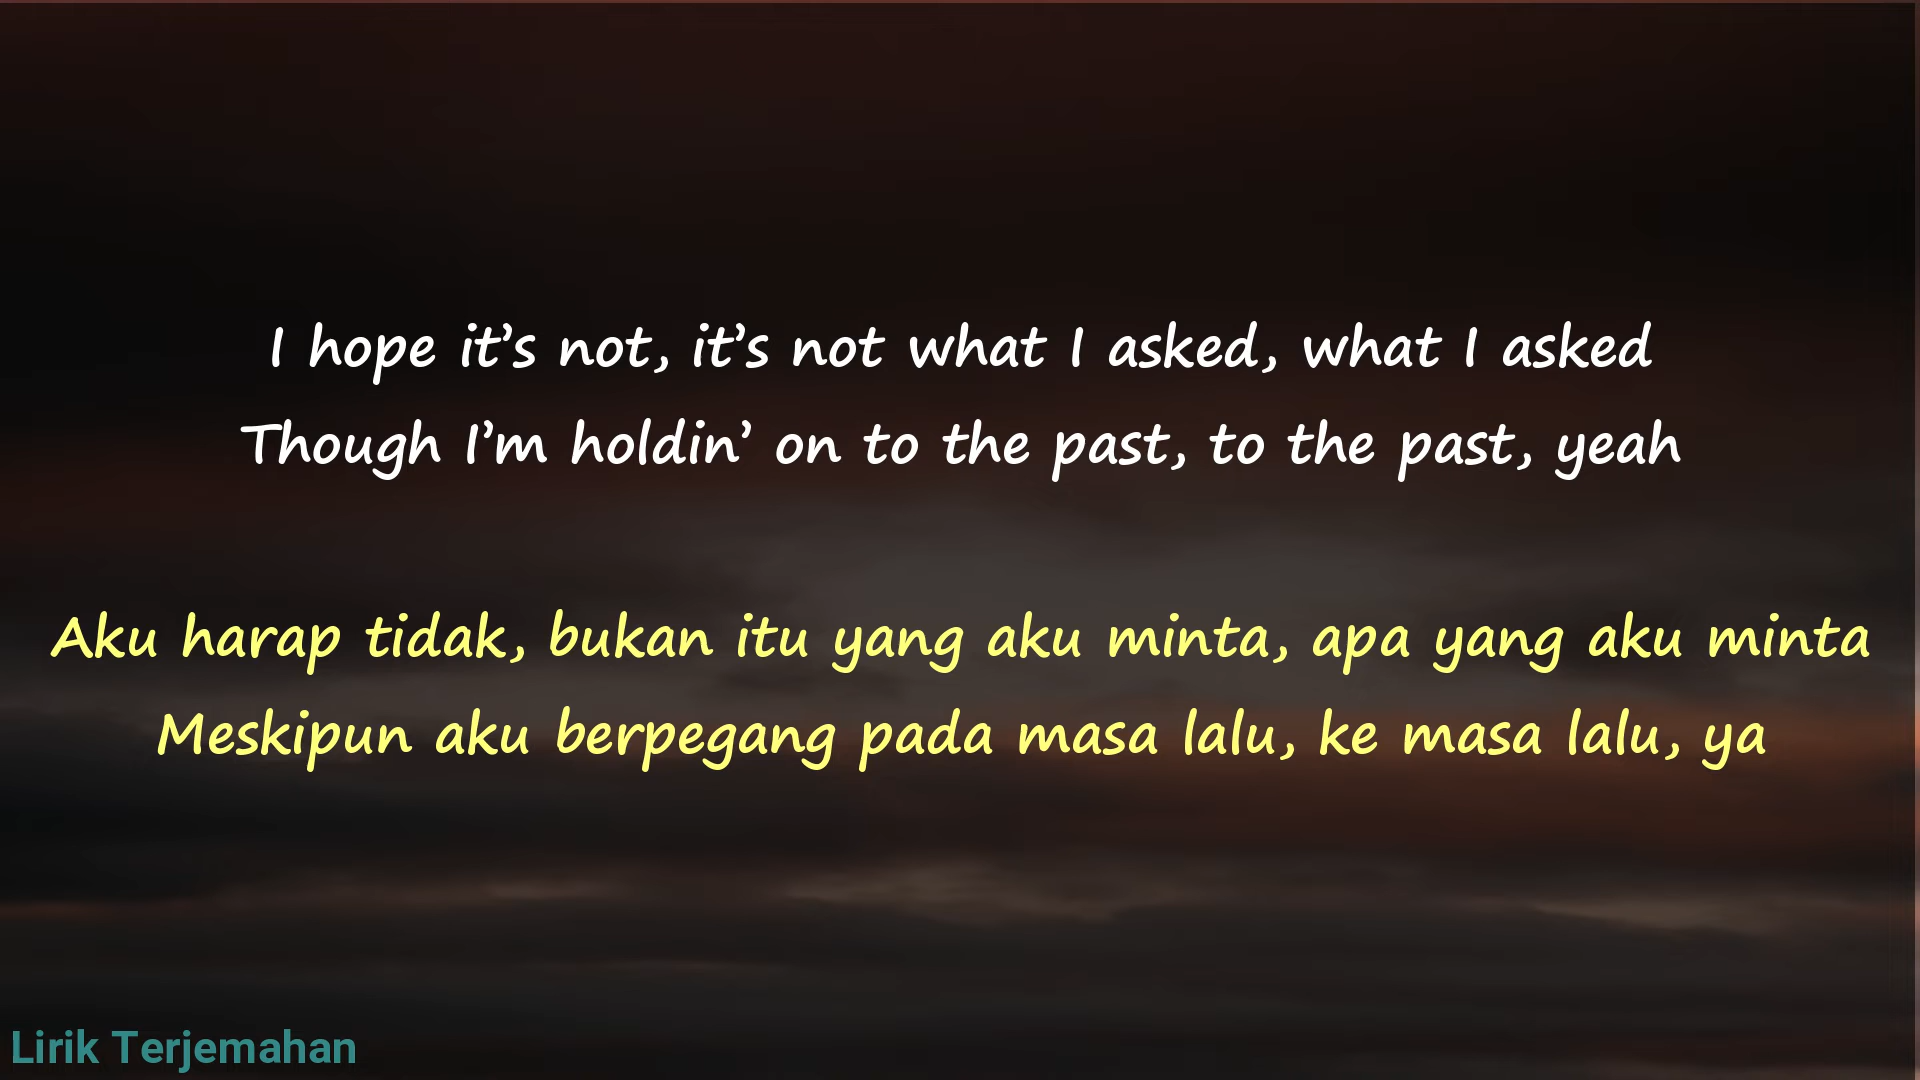 I hope it’s not, it’s not what I asked, what I asked
Though I’m holdin’ on to the past, to the past, yeah
Aku harap tidak, bukan itu yang aku minta, apa yang aku minta
Meskipun aku berpegang pada masa lalu, ke masa lalu, ya
Lirik Terjemahan